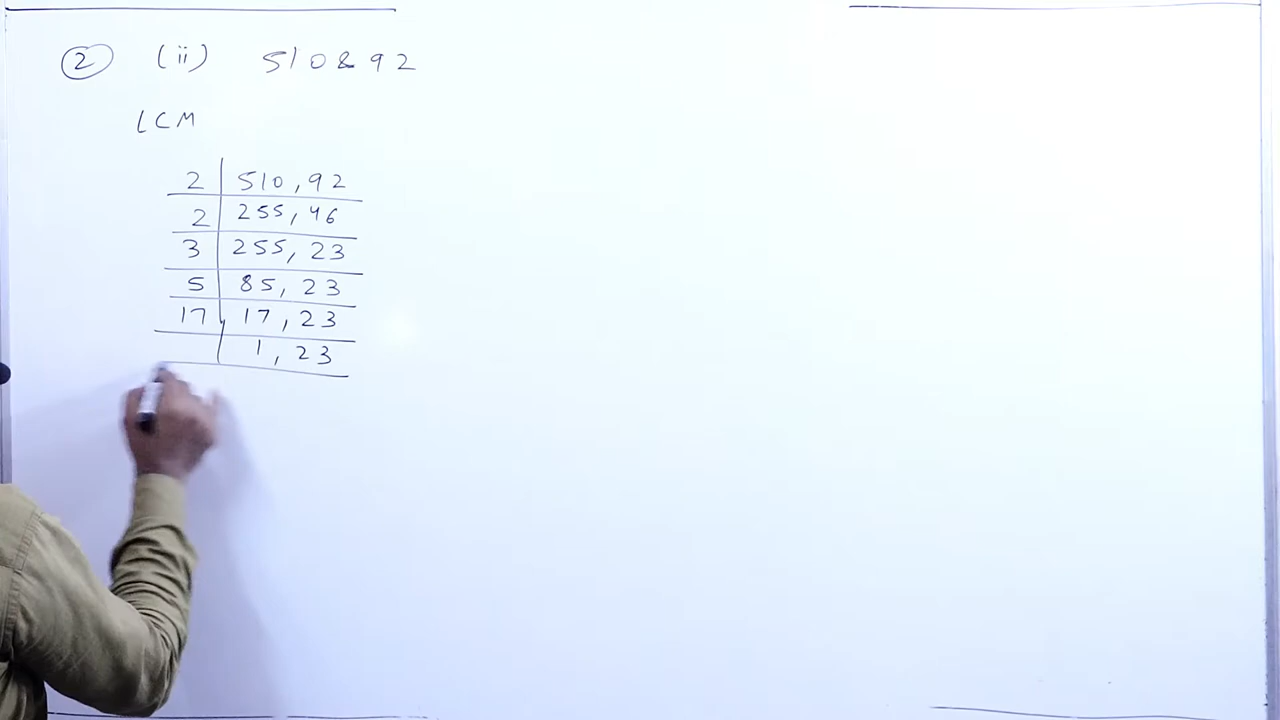 ② (ii) 510 & 92
LCM
2 | 510, 92
2 | 255, 46
3 | 255, 23
5 | 85, 23
17 | 17, 23
| 1, 23